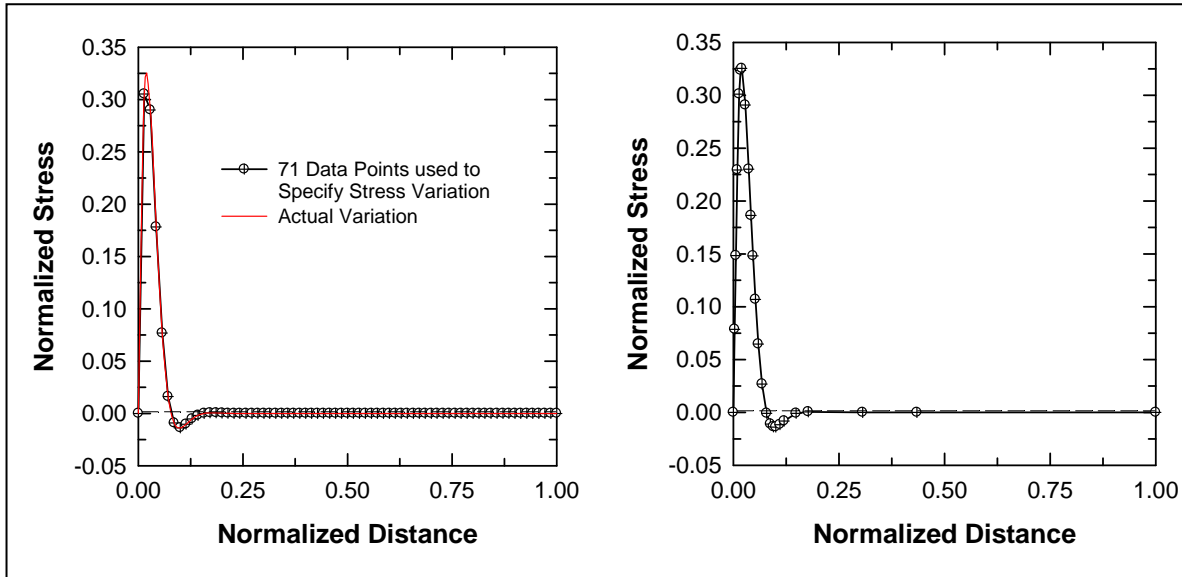 0.35
0.30
0.25
0.20
0.15
0.10
0.05
0.00
-0.05
Normalized Stress
71 Data Points used to
Specify Stress Variation
Actual Variation
0.00 0.25 0.50 0.75 1.00
Normalized Distance
0.35
0.30
0.25
0.20
0.15
0.10
0.05
0.00
-0.05
Normalized Stress
0.00 0.25 0.50 0.75 1.00
Normalized Distance